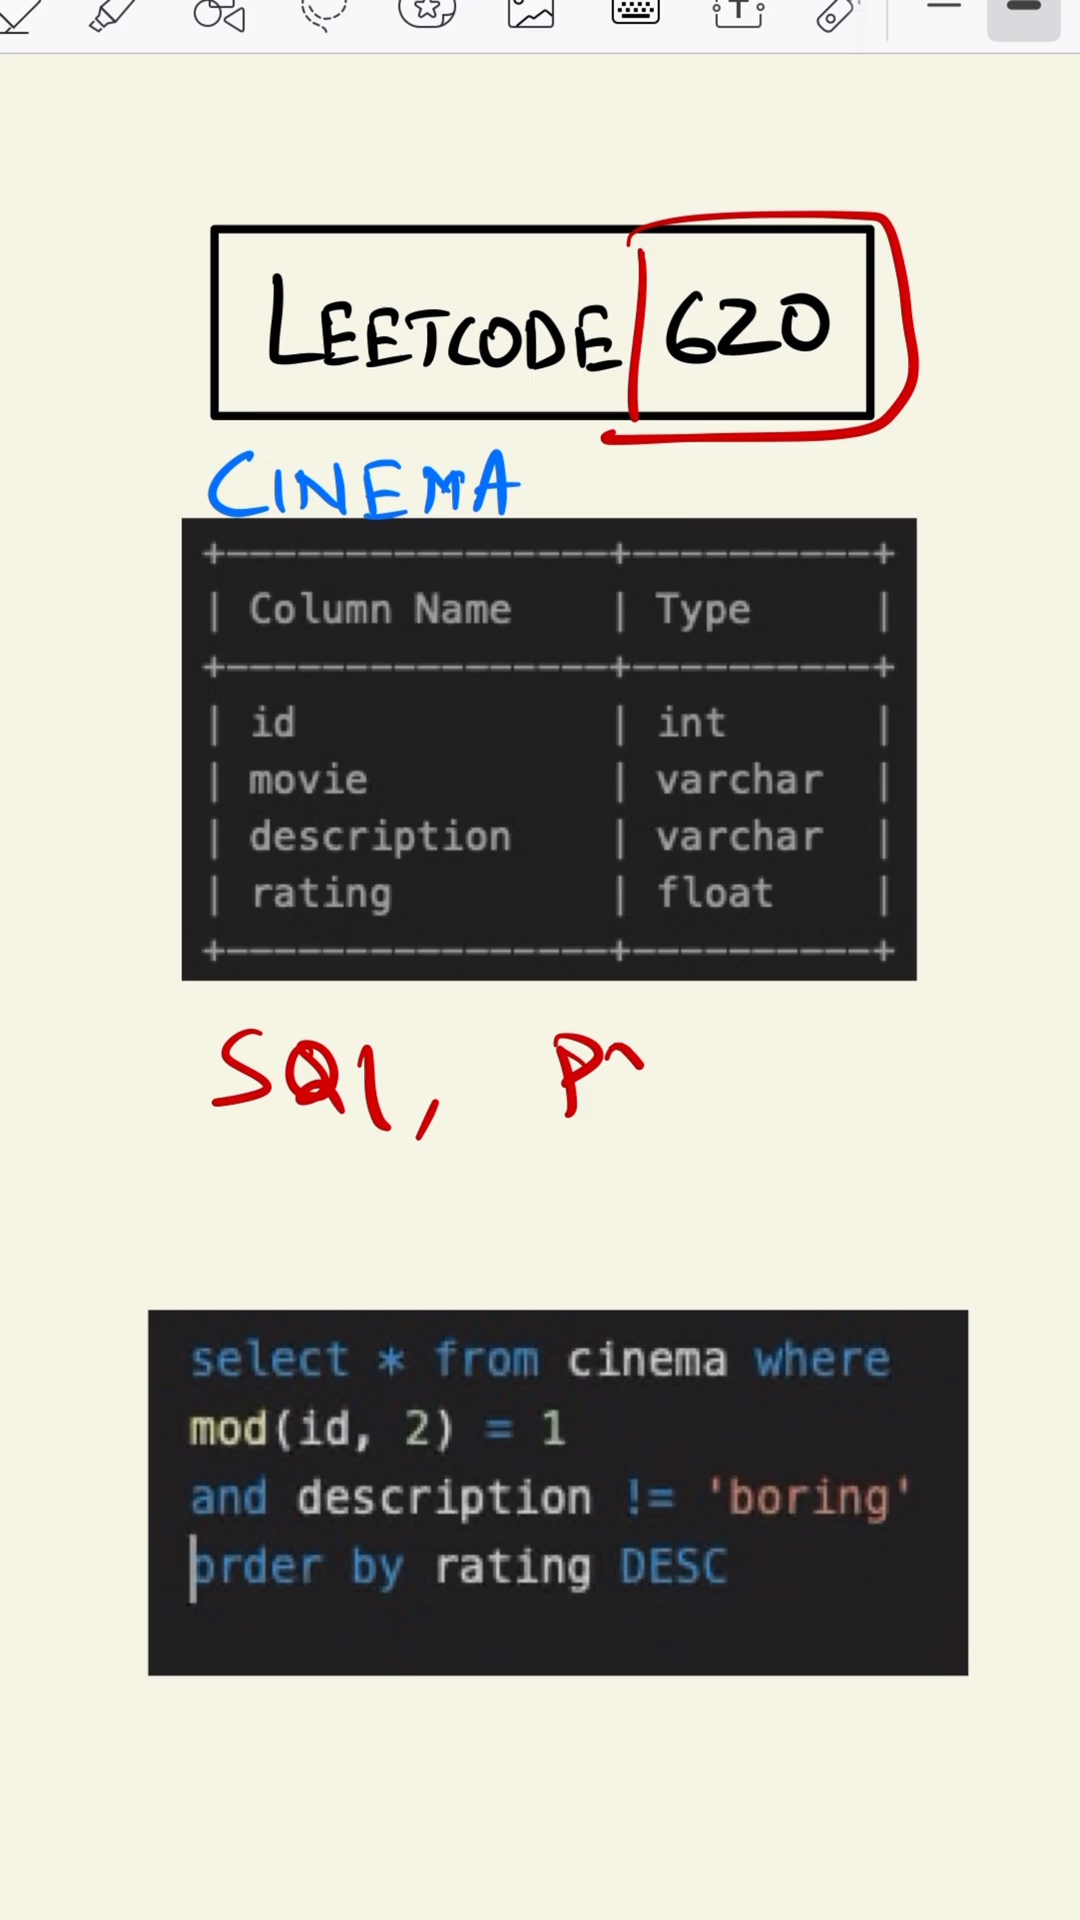 LEETCODE 620
CINEMA
+----------------+----------+
| Column Name    | Type     |
+----------------+----------+
| id             | int      |
| movie          | varchar  |
| description    | varchar  |
| rating         | float    |
+----------------+----------+
SQL,
select * from cinema where
mod(id, 2) = 1
and description != 'boring'
order by rating DESC